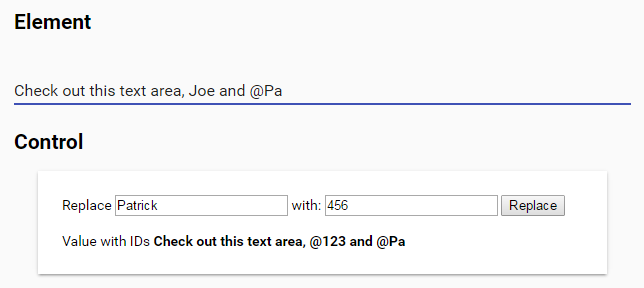 Element
Check out this text area, Joe and @Pa
Control
Replace Patrick with: 456 Replace
Value with IDs Check out this text area, @123 and @Pa